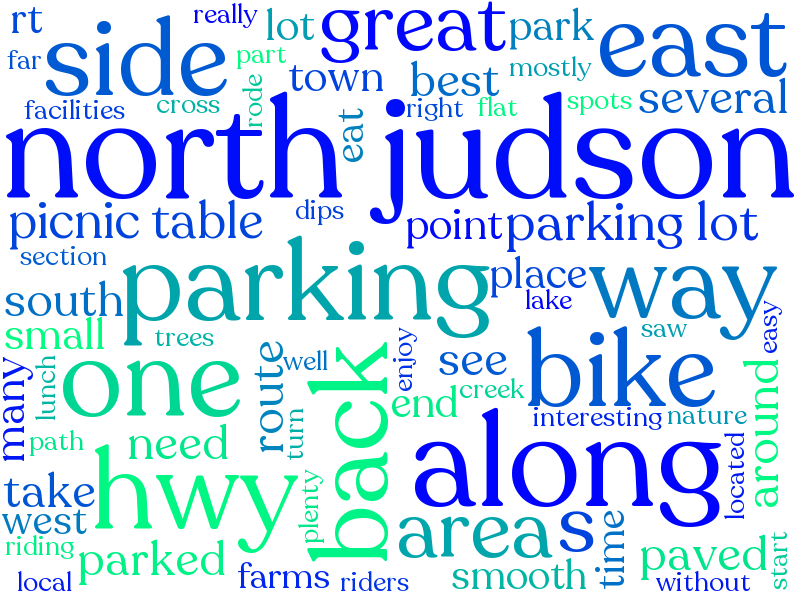 rt
really
lot
great
park
east
far
side
part
town
best
mostly
facilities
cross
rode
eat
right
flat
spots
several
north judson
picnic table
dips
point
parking lot
section
south
parking
place
way
lake
small
trees
saw
easy
many
lunch
one
route
well
back
enjoy
see
bike
creek
end
interesting
nature
around
path
need
turn
along
located
take
hwy
plenty
west
areas
s
time
riding
parked
paved
start
local
farms
riders
smooth
without